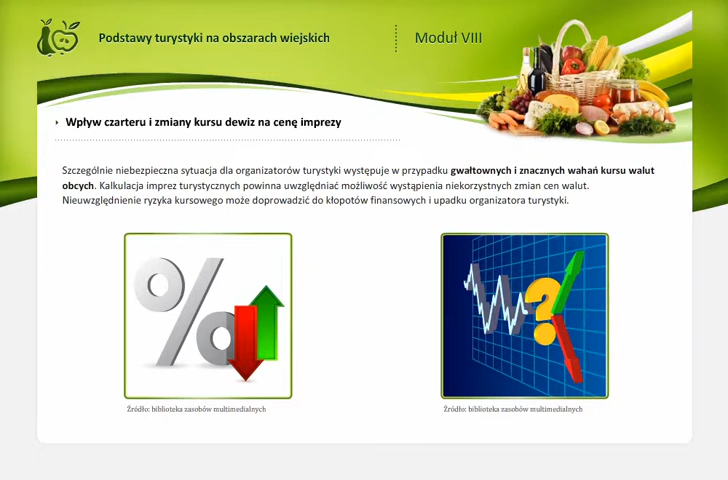 Podstawy turystyki na obszarach wiejskich
Moduł VIII
Wpływ czarteru i zmiany kursu dewiz na cenę imprezy
Szczególnie niebezpieczna sytuacja dla organizatorów turystyki występuje w przypadku gwałtownych i znacznych wahań kursu walut
obcych. Kalkulacja imprez turystycznych powinna uwzględniać możliwość wystąpienia niekorzystnych zmian cen walut.
Nieuwzględnienie ryzyka kursowego może doprowadzić do kłopotów finansowych i upadku organizatora turystyki.
%
?
Źródło: biblioteka zasobów multimedialnych
Źródło: biblioteka zasobów multimedialnych